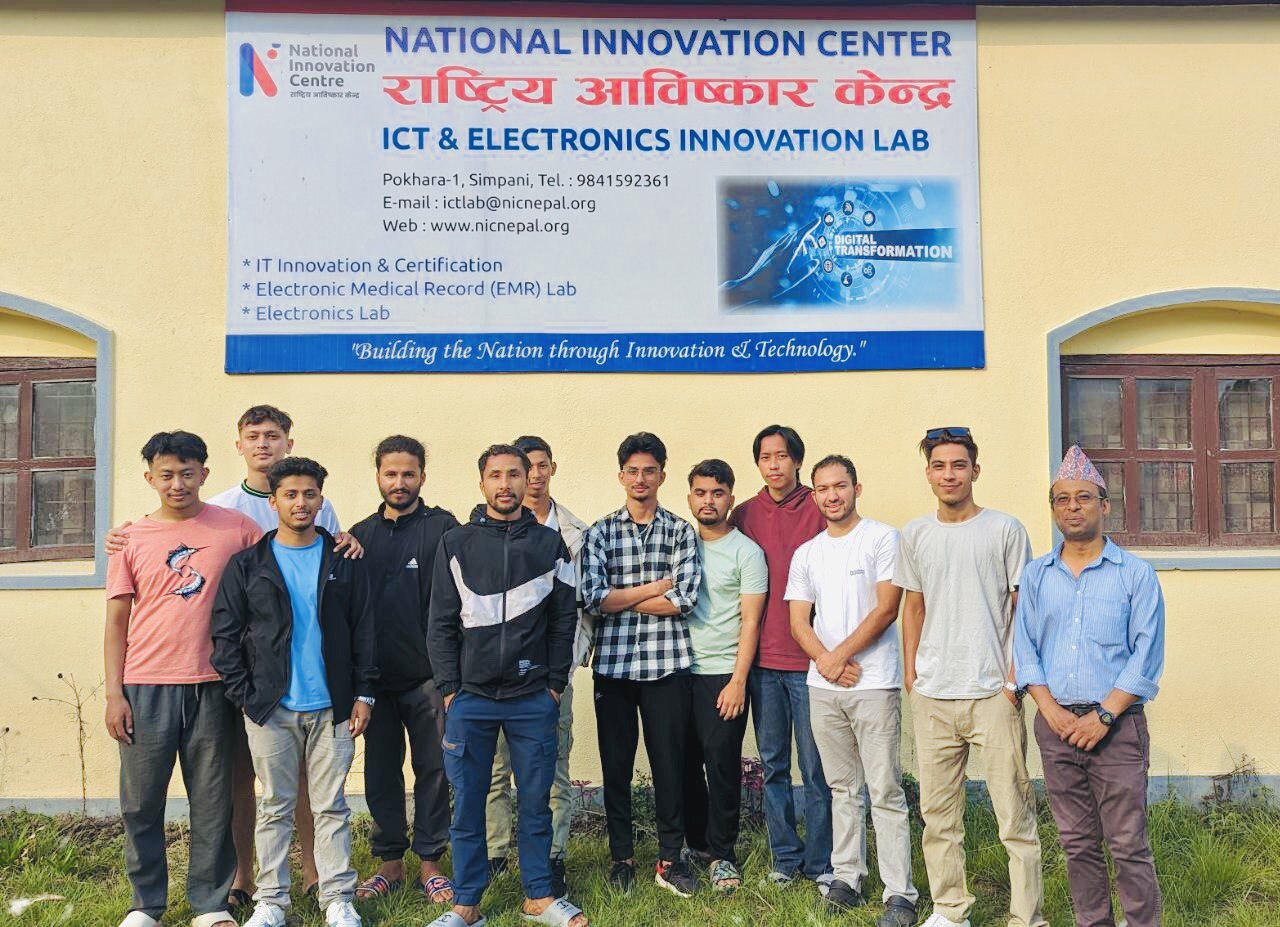 National
Innovation
Centre
राष्ट्रिय आविष्कार केन्द्र
NATIONAL INNOVATION CENTER
राष्ट्रिय आविष्कार केन्द्र
ICT & ELECTRONICS INNOVATION LAB
Pokhara-1, Simpani, Tel. : 9841592361
E-mail : ictlab@nicnepal.org
Web : www.nicnepal.org
DIGITAL
TRANSFORMATION
* IT Innovation & Certification
* Electronic Medical Record (EMR) Lab
* Electronics Lab
"Building the Nation through Innovation & Technology."